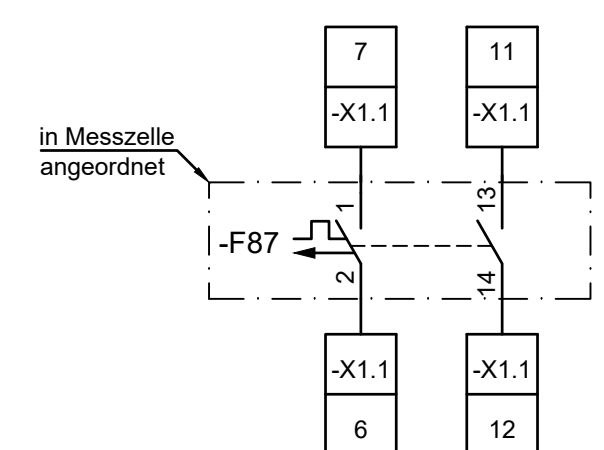 7 11
-X1.1 -X1.1
in Messzelle
angeordnet
1 13
-F87
2 14
-X1.1 -X1.1
6 12